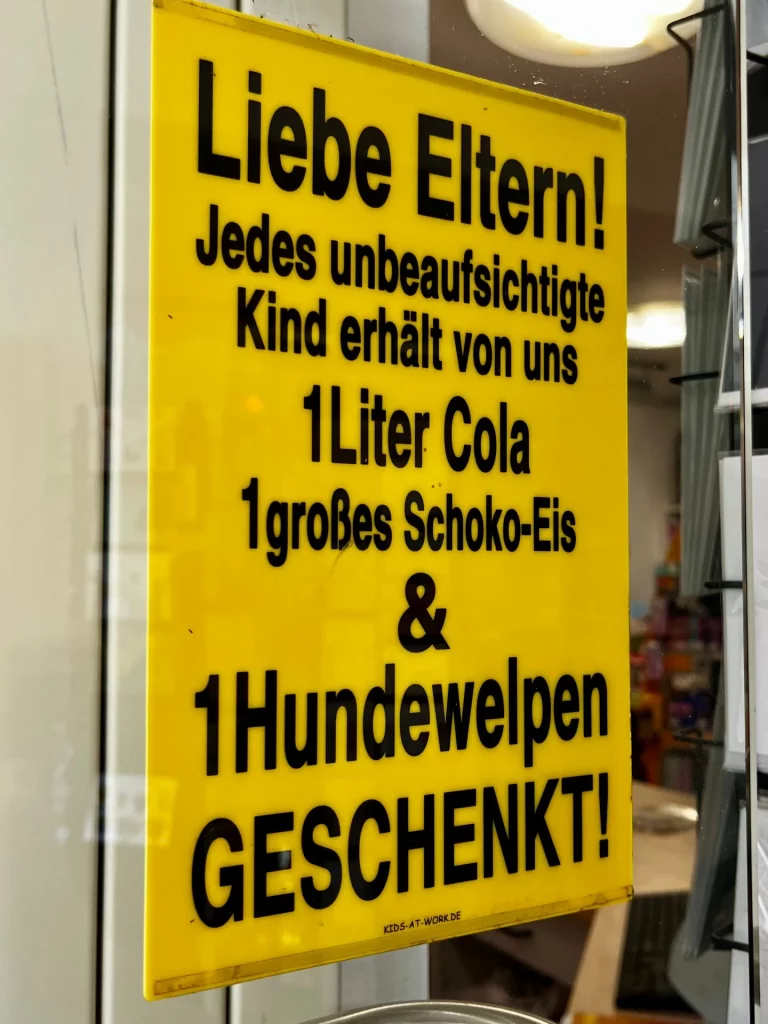 Liebe Eltern!
Jedes unbeaufsichtigte
Kind erhält von uns
1Liter Cola
1großes Schoko-Eis
&
1Hundewelpen
GESCHENKT!
KIDS-AT-WORK.DE